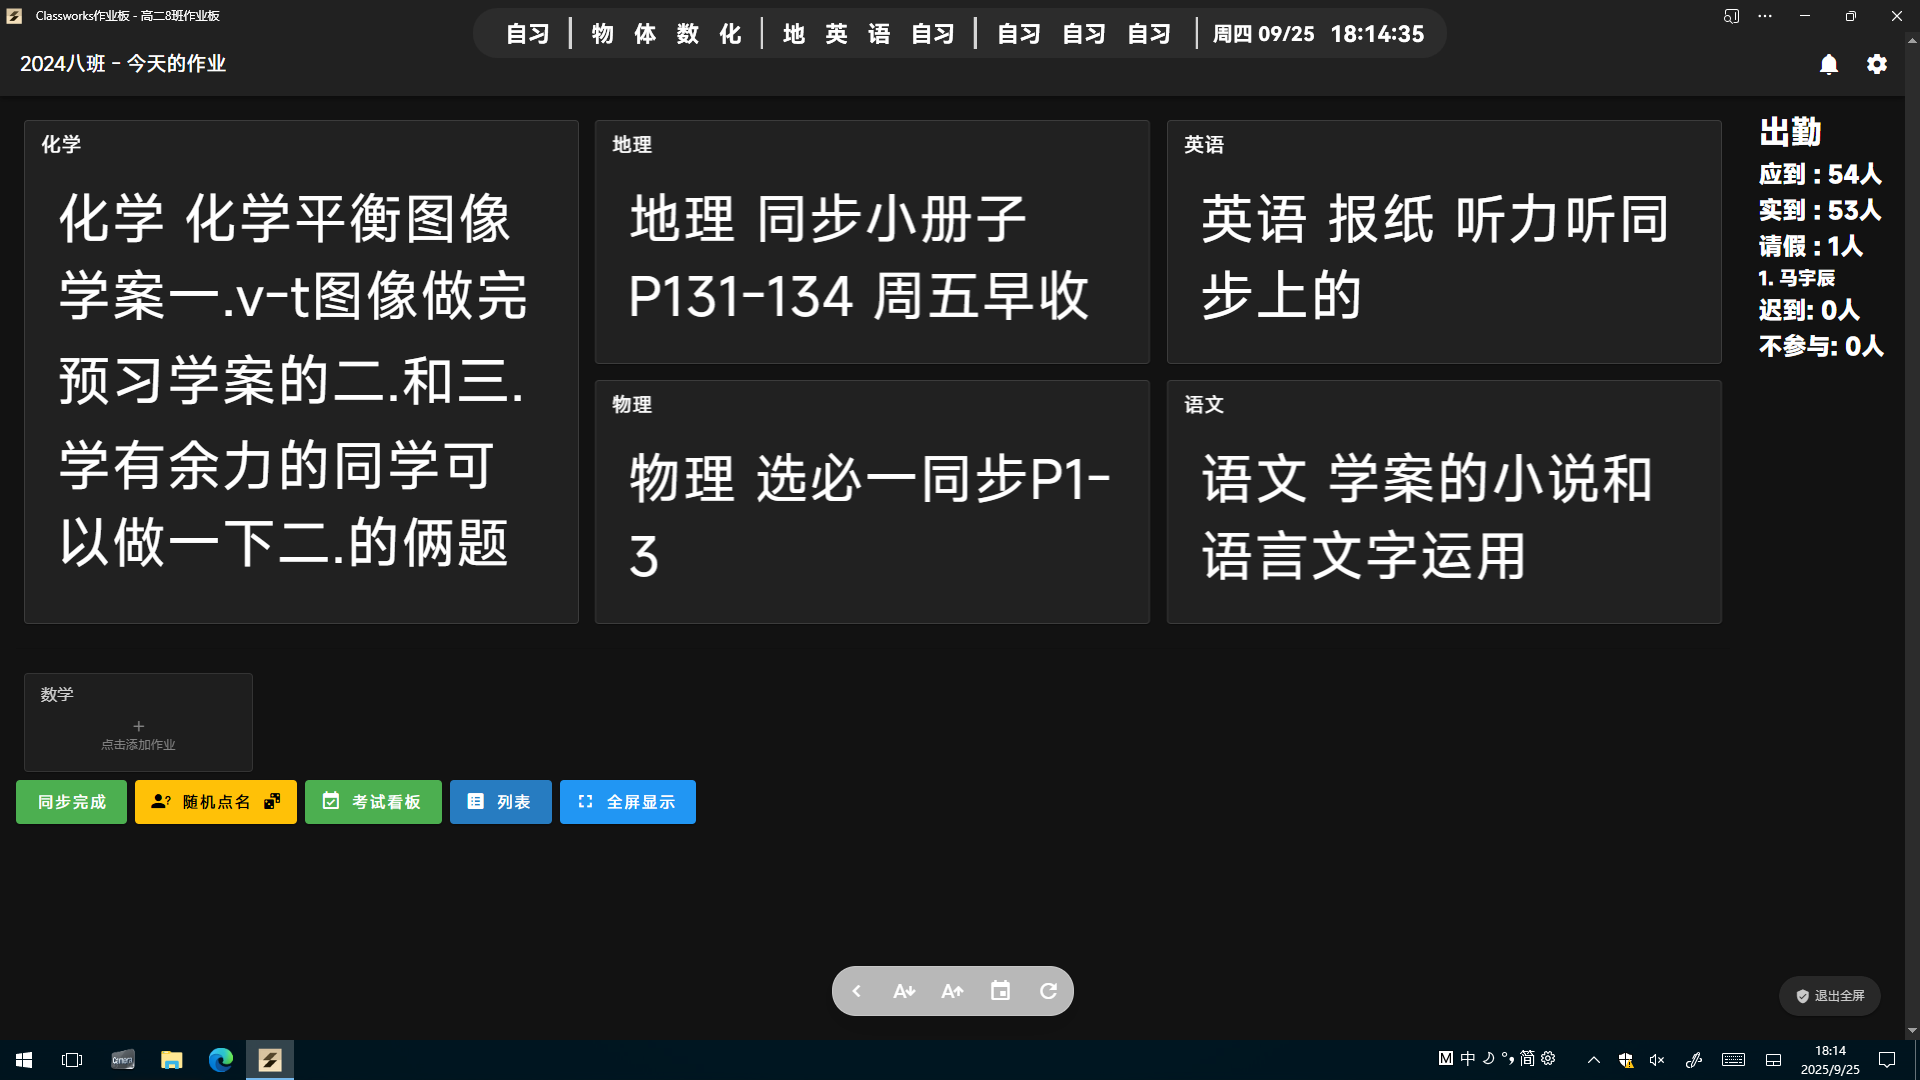 Classworks作业板 - 高二8班作业板
自习 物 体 数 化 地 英 语 自习 自习 自习 自习 周四 09/25 18:14:35
2024八班 - 今天的作业
化学
化学 化学平衡图像
学案一.v-t图像做完
预习学案的二.和三.
学有余力的同学可
以做一下二.的俩题
地理
地理 同步小册子
P131-134 周五早收
英语
英语 报纸 听力听同
步上的
物理
物理 选必一同步P1-
3
语文
语文 学案的小说和
语言文字运用
出勤
应到 : 54人
实到 : 53人
请假 : 1人
1. 马宇辰
迟到: 0人
不参与: 0人
数学
点击添加作业
同步完成
随机点名
考试看板
列表
全屏显示
退出全屏
M 中 简
18:14
2025/9/25